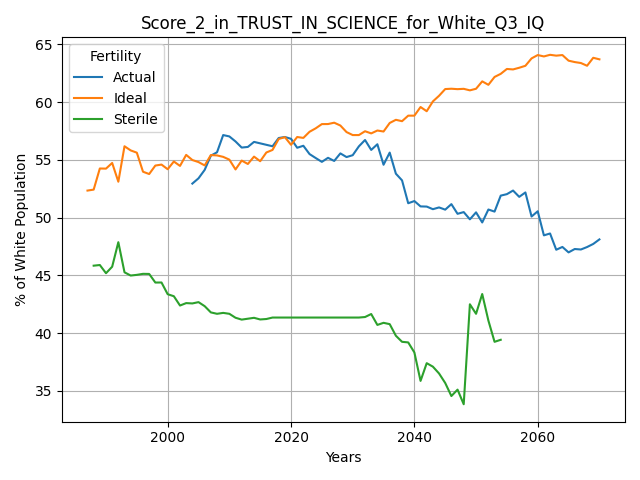 Score_2_in_TRUST_IN_SCIENCE_for_White_Q3_IQ
Fertility
Actual
Ideal
Sterile
% of White Population
65
60
55
50
45
40
35
2000
2020
2040
2060
Years